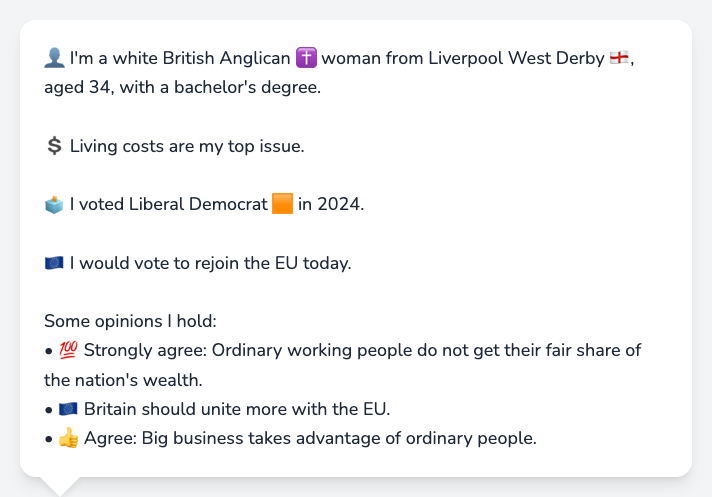 👤 I'm a white British Anglican ✝️ woman from Liverpool West Derby 🏴󠁧󠁢󠁥󠁮󠁧󠁿,
aged 34, with a bachelor's degree.
💲 Living costs are my top issue.
🗳️ I voted Liberal Democrat 🟧 in 2024.
🇪🇺 I would vote to rejoin the EU today.
Some opinions I hold:
• 💯 Strongly agree: Ordinary working people do not get their fair share of
the nation's wealth.
• 🇪🇺 Britain should unite more with the EU.
• 👍 Agree: Big business takes advantage of ordinary people.